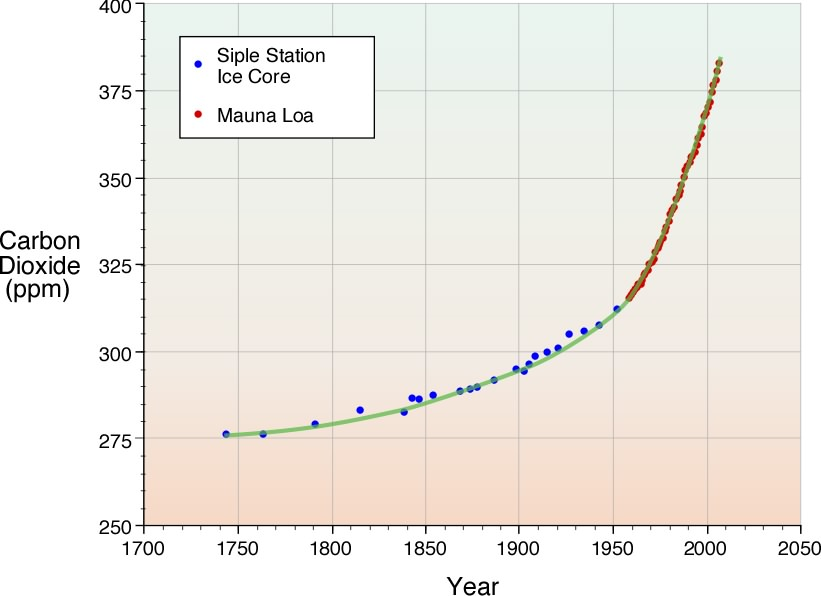 400
375
350
325
300
275
250
Siple Station
Ice Core
Mauna Loa
Carbon
Dioxide
(ppm)
1700 1750 1800 1850 1900 1950 2000 2050
Year